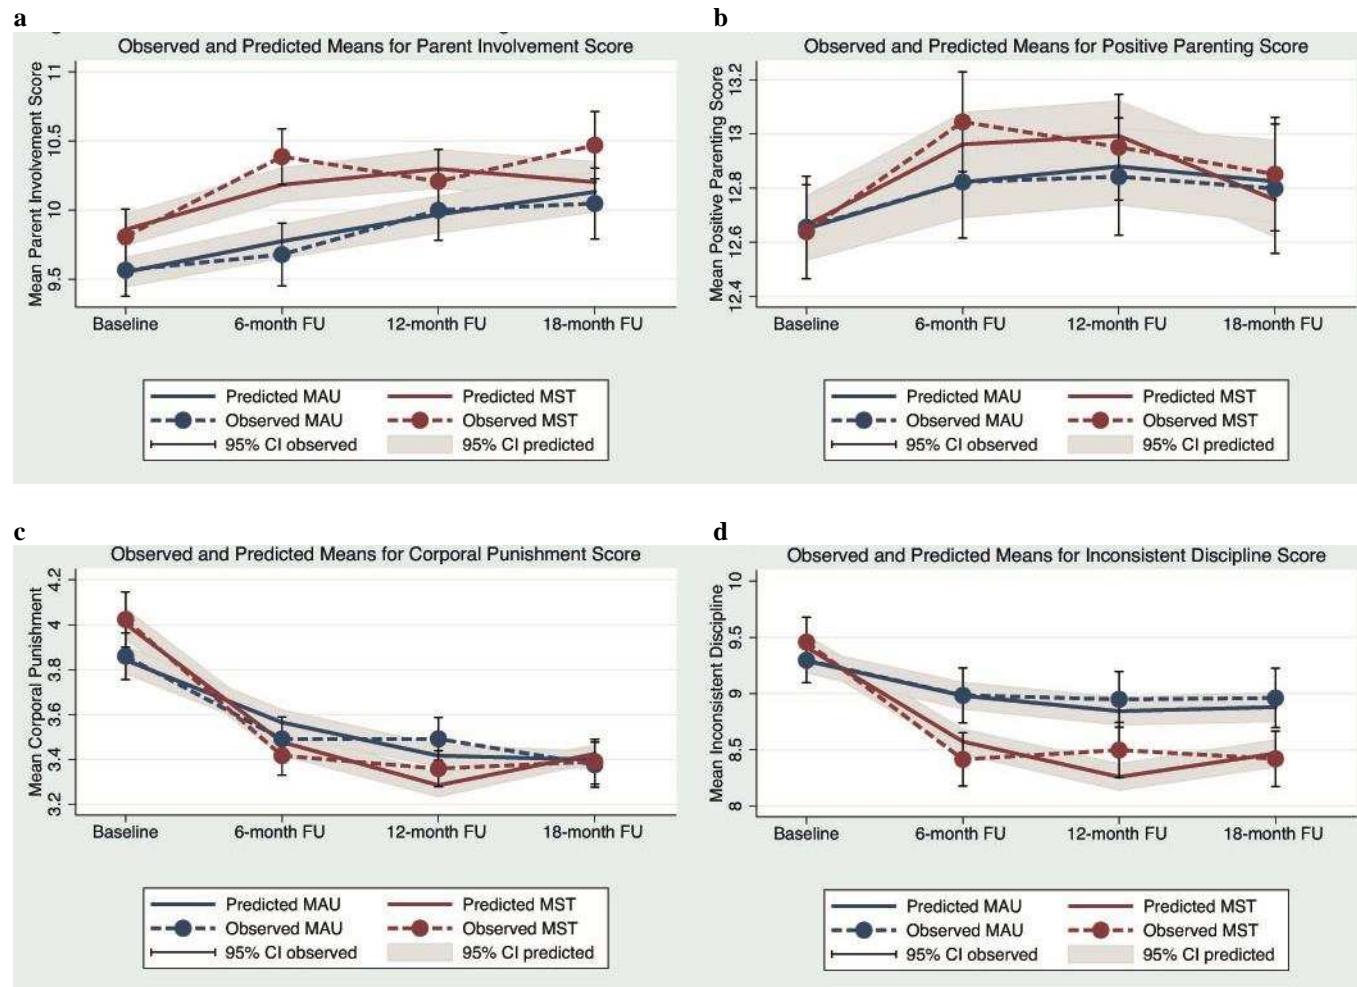 a
Observed and Predicted Means for Parent Involvement Score
Mean Parent Involvement Score
11
10.5
10
9.5
Baseline
6-month FU
12-month FU
18-month FU
Predicted MAU
Predicted MST
Observed MAU
Observed MST
95% CI observed
95% CI predicted
b
Observed and Predicted Means for Positive Parenting Score
Mean Positive Parenting Score
13.2
13
12.8
12.6
12.4
Baseline
6-month FU
12-month FU
18-month FU
Predicted MAU
Predicted MST
Observed MAU
Observed MST
95% CI observed
95% CI predicted
c
Observed and Predicted Means for Corporal Punishment Score
Mean Corporal Punishment
4.2
4
3.8
3.6
3.4
3.2
Baseline
6-month FU
12-month FU
18-month FU
Predicted MAU
Predicted MST
Observed MAU
Observed MST
95% CI observed
95% CI predicted
d
Observed and Predicted Means for Inconsistent Discipline Score
Mean Inconsistent Discipline
10
9.5
9
8.5
8
Baseline
6-month FU
12-month FU
18-month FU
Predicted MAU
Predicted MST
Observed MAU
Observed MST
95% CI observed
95% CI predicted